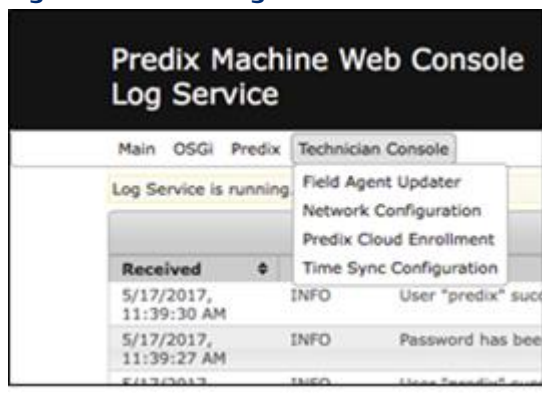 Predix Machine Web Console
Log Service
Main OSGi Predix Technician Console
Log Service is running.
Field Agent Updater
Network Configuration
Predix Cloud Enrollment
Time Sync Configuration
Received
5/17/2017, 11:39:30 AM INFO User "predix"
5/17/2017, 11:39:27 AM INFO Password has